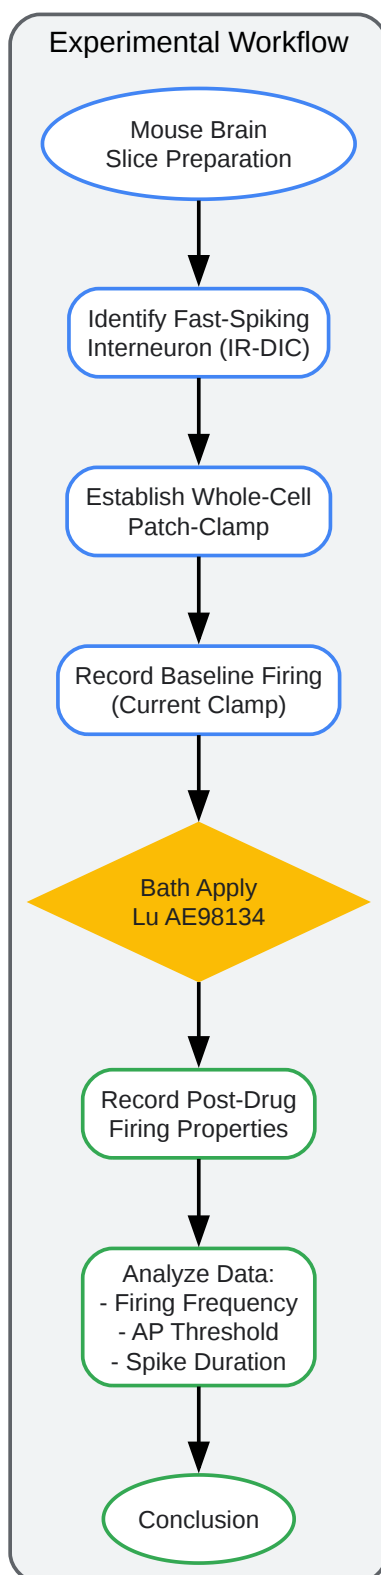 Experimental Workflow
Mouse Brain
Slice Preparation
Identify Fast-Spiking
Interneuron (IR-DIC)
Establish Whole-Cell
Patch-Clamp
Record Baseline Firing
(Current Clamp)
Bath Apply
Lu AE98134
Record Post-Drug
Firing Properties
Analyze Data:
- Firing Frequency
- AP Threshold
- Spike Duration
Conclusion